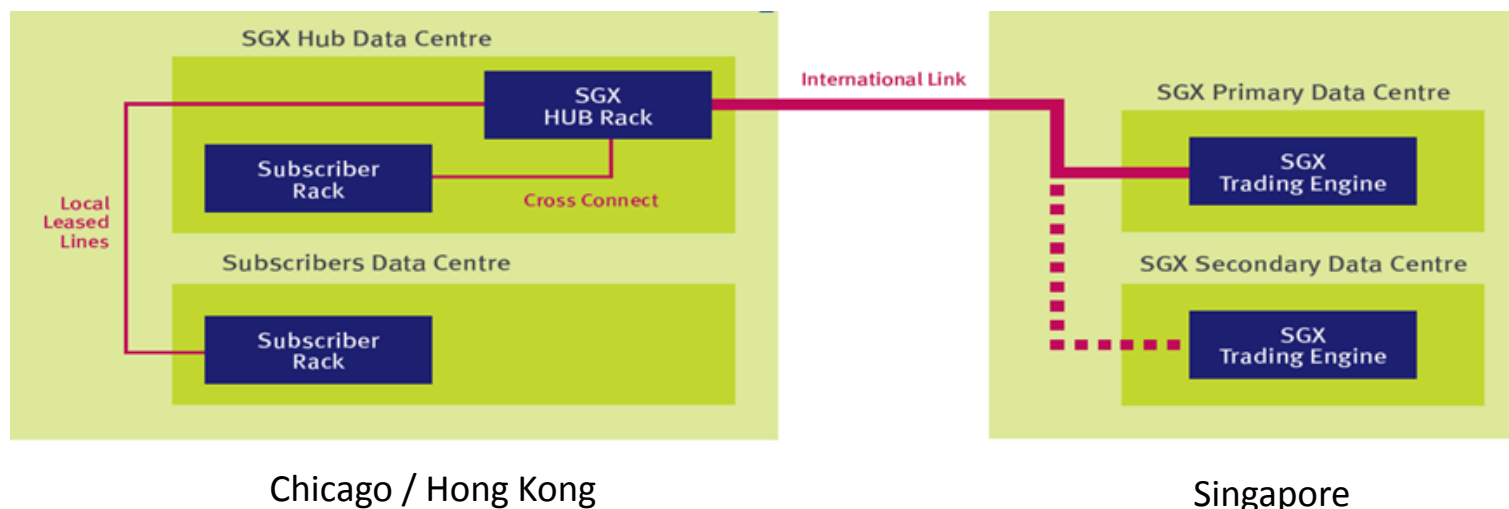 SGX Hub Data Centre
SGX
HUB Rack
Subscriber
Rack
Cross Connect
Local
Leased
Lines
Subscribers Data Centre
Subscriber
Rack
International Link
SGX Primary Data Centre
SGX
Trading Engine
SGX Secondary Data Centre
SGX
Trading Engine
Chicago / Hong Kong
Singapore